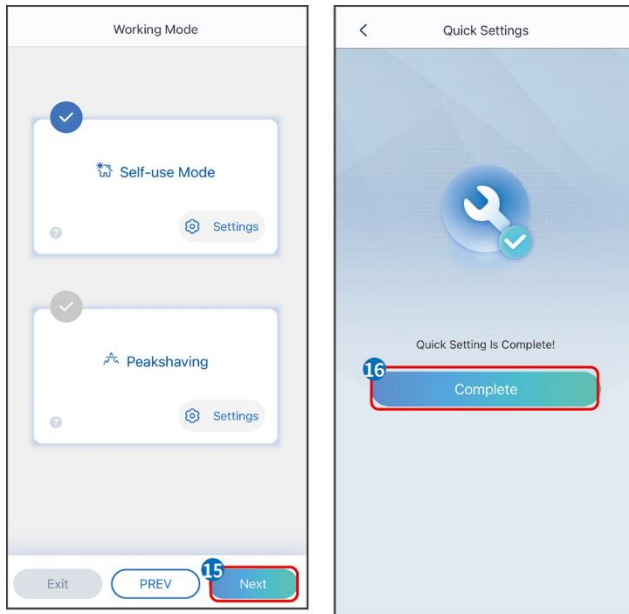 Working Mode
Self-use Mode
? Settings
Peakshaving
? Settings
Exit PREV 15 Next
Quick Settings
Quick Setting Is Complete!
16
Complete